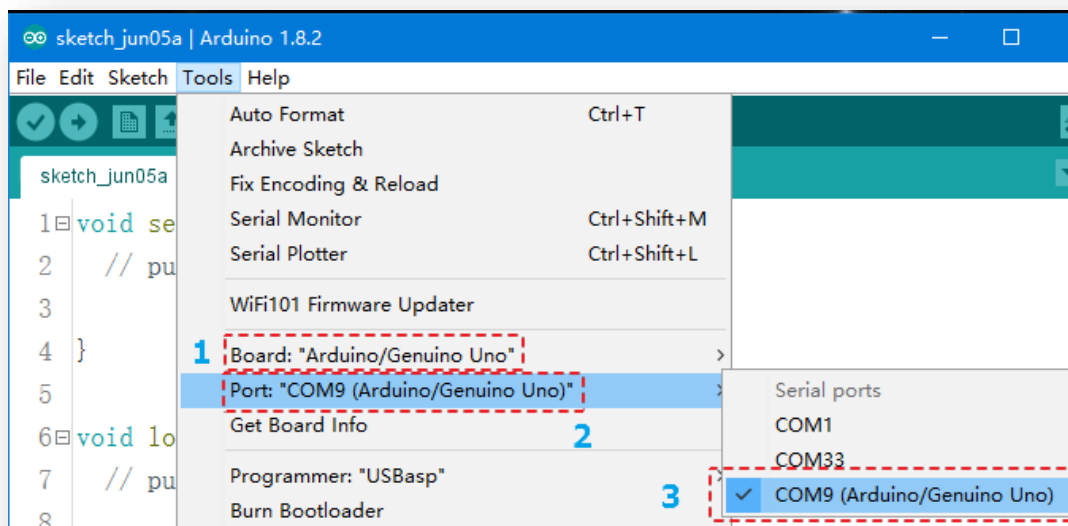 sketch_jun05a | Arduino 1.8.2
File Edit Sketch Tools Help
Auto Format Ctrl+T
Archive Sketch
sketch_jun05a
Fix Encoding & Reload
1 void se
Serial Monitor Ctrl+Shift+M
2 // pu
Serial Plotter Ctrl+Shift+L
3
WiFi101 Firmware Updater
4 }
1 Board: "Arduino/Genuino Uno"
5
Port: "COM9 (Arduino/Genuino Uno)"
Serial ports
6 void lo
Get Board Info
2
COM1
COM33
7 // pu
Programmer: "USBasp"
3 COM9 (Arduino/Genuino Uno)
8
Burn Bootloader